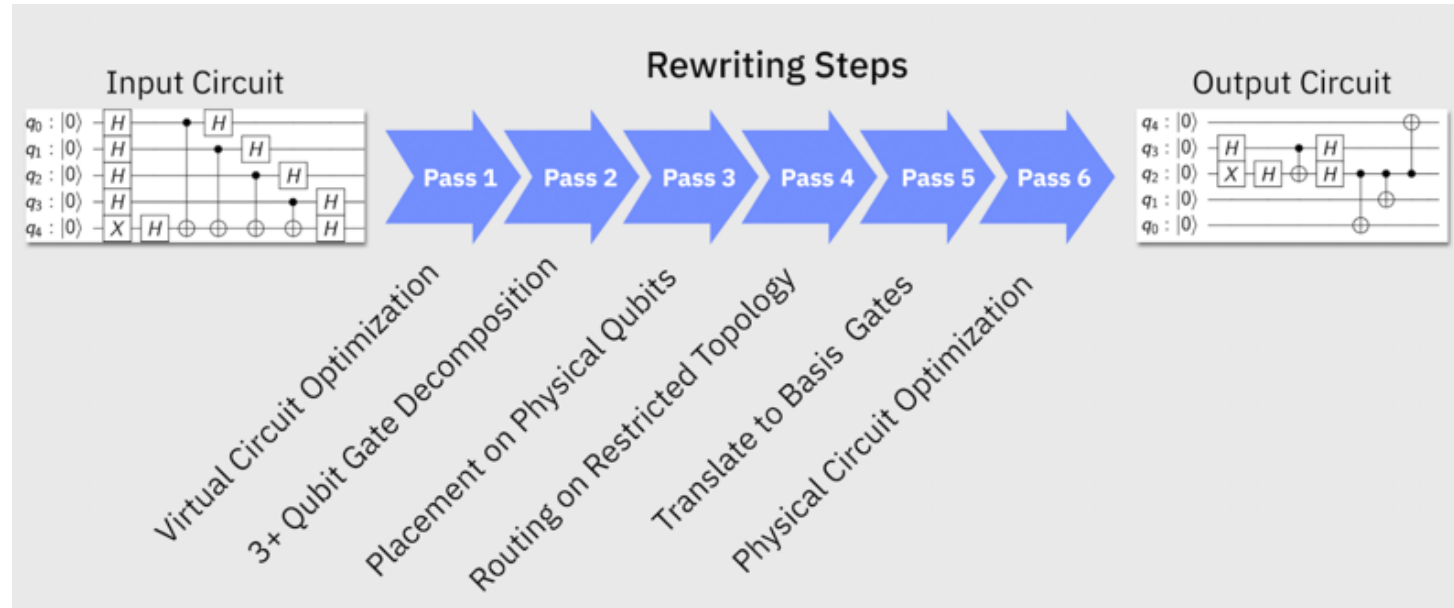 Rewriting Steps
Input Circuit
Output Circuit
q0 : |0⟩ H H
q1 : |0⟩ H H
q2 : |0⟩ H H
q3 : |0⟩ H H
q4 : |0⟩ X H H
Pass 1
Pass 2
Pass 3
Pass 4
Pass 5
Pass 6
q4 : |0⟩
q3 : |0⟩ H H
q2 : |0⟩ X H H
q1 : |0⟩
q0 : |0⟩
Virtual Circuit Optimization
3+ Qubit Gate Decomposition
Placement on Physical Qubits
Routing on Restricted Topology
Translate to Basis Gates
Physical Circuit Optimization